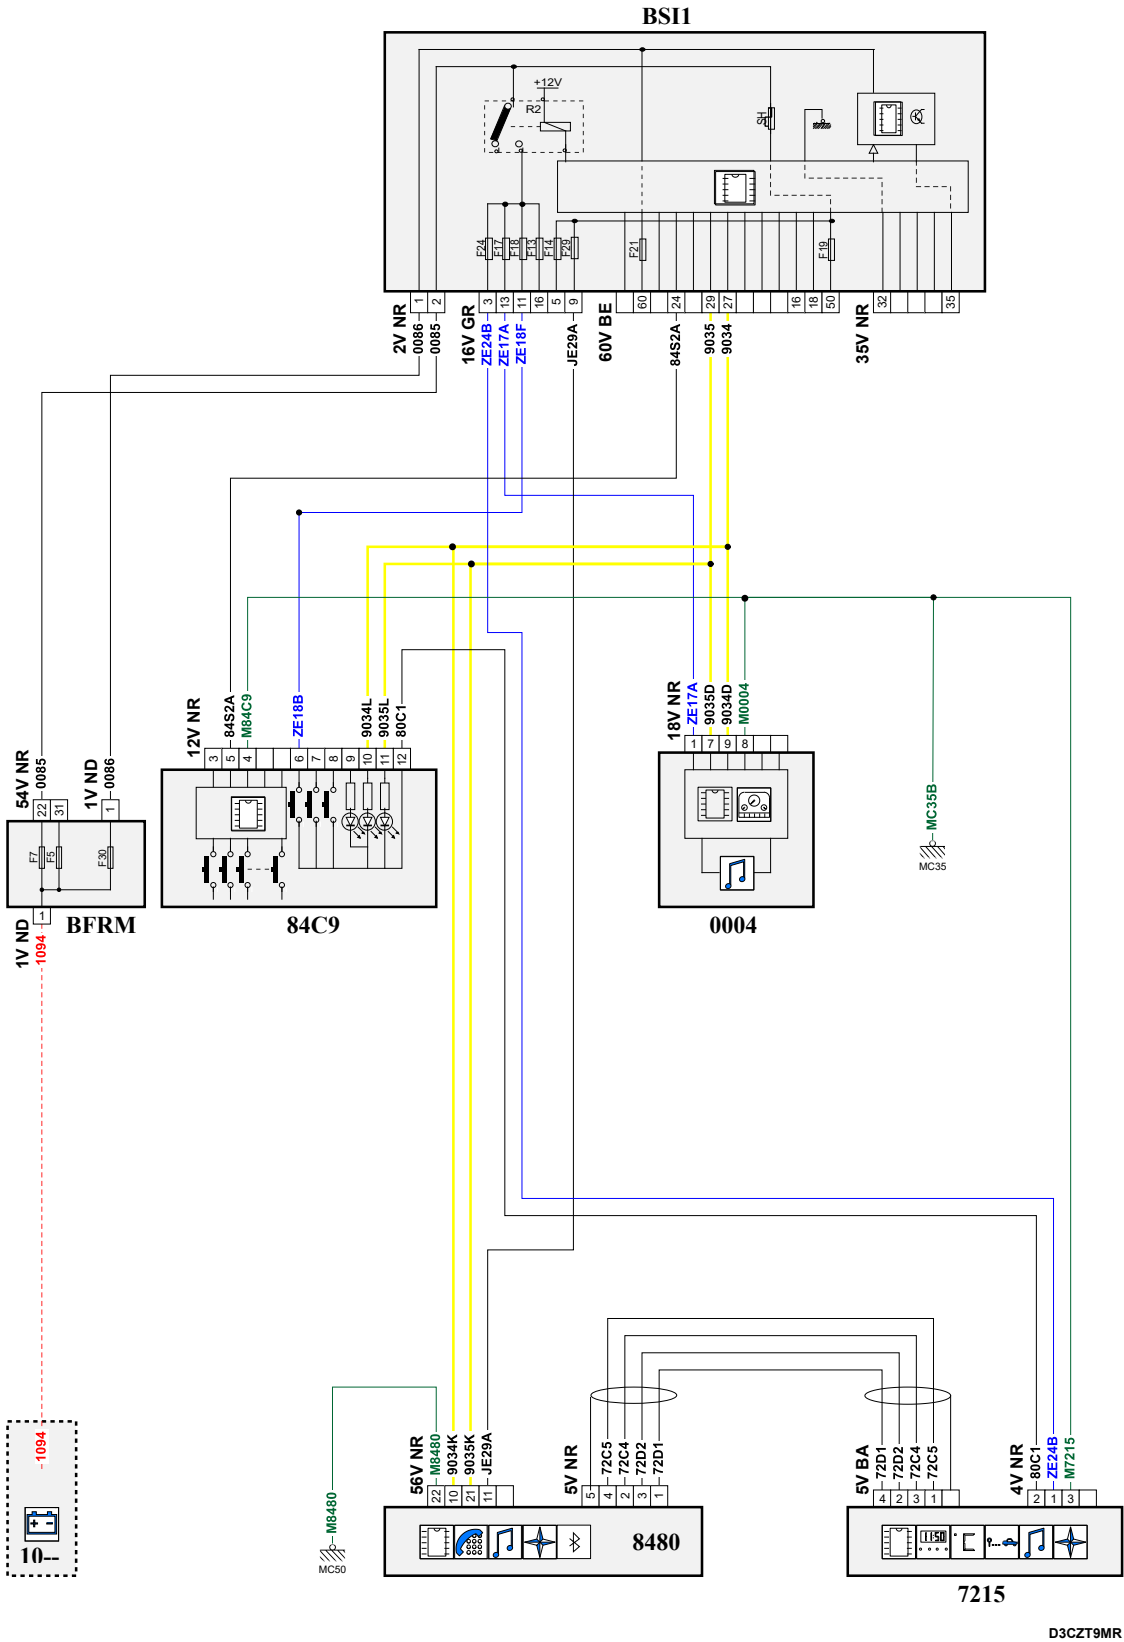 BSI1
+12V
R2
SH
F24
F17
F18
F13
F14
F29
F21
F19
1
2
3
13
11
16
5
9
60
24
29
27
16
18
50
32
35
2V NR
0086
0085
16V GR
ZE24B
ZE17A
ZE18F
JE29A
60V BE
84S2A
9035
9034
35V NR
54V NR
0085
1V ND
0086
22
31
1
F7
F5
F30
1
BFRM
1V ND
1094
12V NR
84S2A
M84C9
ZE18B
9034L
9035L
80C1
3
5
4
6
7
8
9
10
11
12
84C9
18V NR
ZE17A
9035D
9034D
M0004
1
7
9
8
0004
MC35B
MC35
1094
+ -
10--
M8480
MC50
56V NR
M8480
9034K
9035K
JE29A
22
10
21
11
5V NR
72C5
72C4
72D2
72D1
5
4
2
3
1
8480
5V BA
72D1
72D2
72C4
72C5
4
2
3
1
4V NR
80C1
ZE24B
M7215
2
1
3
11:50
7215
D3CZT9MR